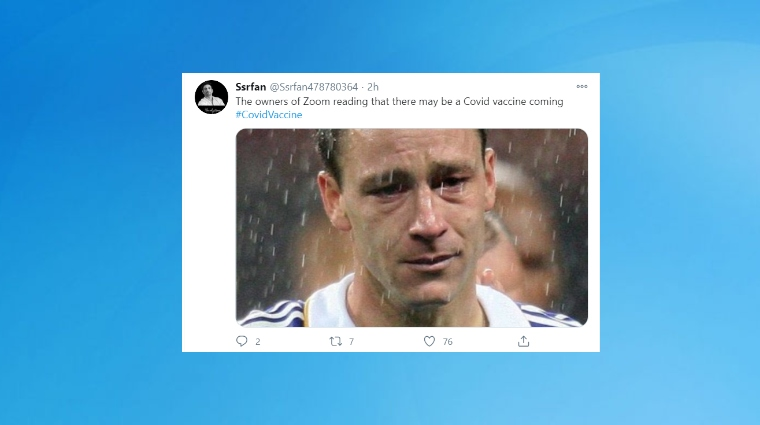 Ssrfan @Ssrfan478780364 · 2h
The owners of Zoom reading that there may be a Covid vaccine coming
#CovidVaccine
2 7 76